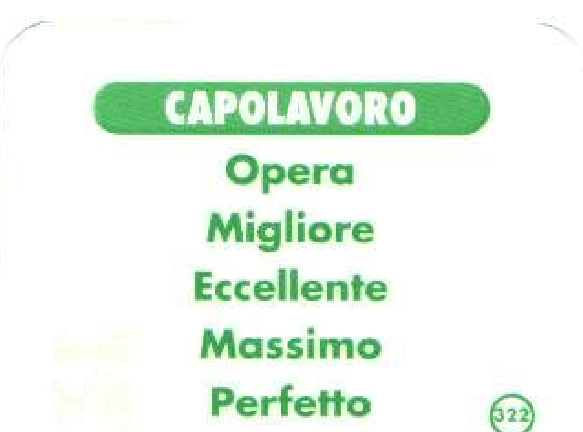 CAPOLAVORO
Opera
Migliore
Eccellente
Massimo
Perfetto
322